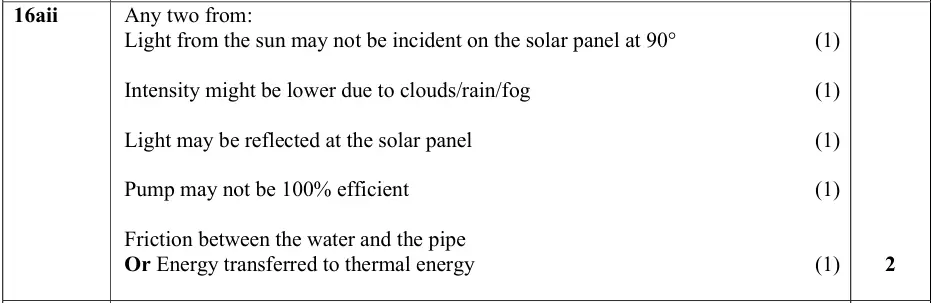 16aii Any two from:
Light from the sun may not be incident on the solar panel at 90° (1)
Intensity might be lower due to clouds/rain/fog (1)
Light may be reflected at the solar panel (1)
Pump may not be 100% efficient (1)
Friction between the water and the pipe
Or Energy transferred to thermal energy (1) 2